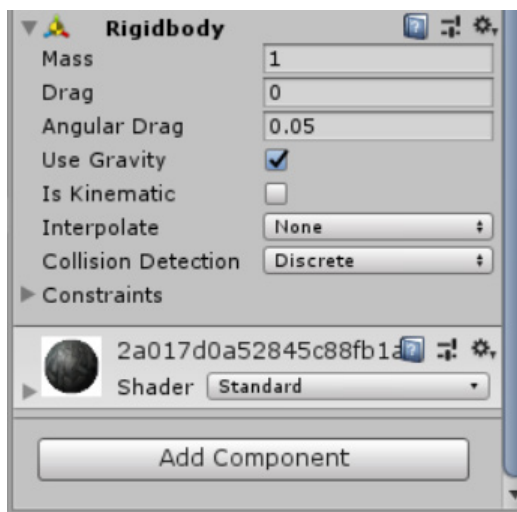 Rigidbody
Mass 1
Drag 0
Angular Drag 0.05
Use Gravity
Is Kinematic
Interpolate None
Collision Detection Discrete
Constraints
2a017d0a52845c88fb1a
Shader Standard
Add Component